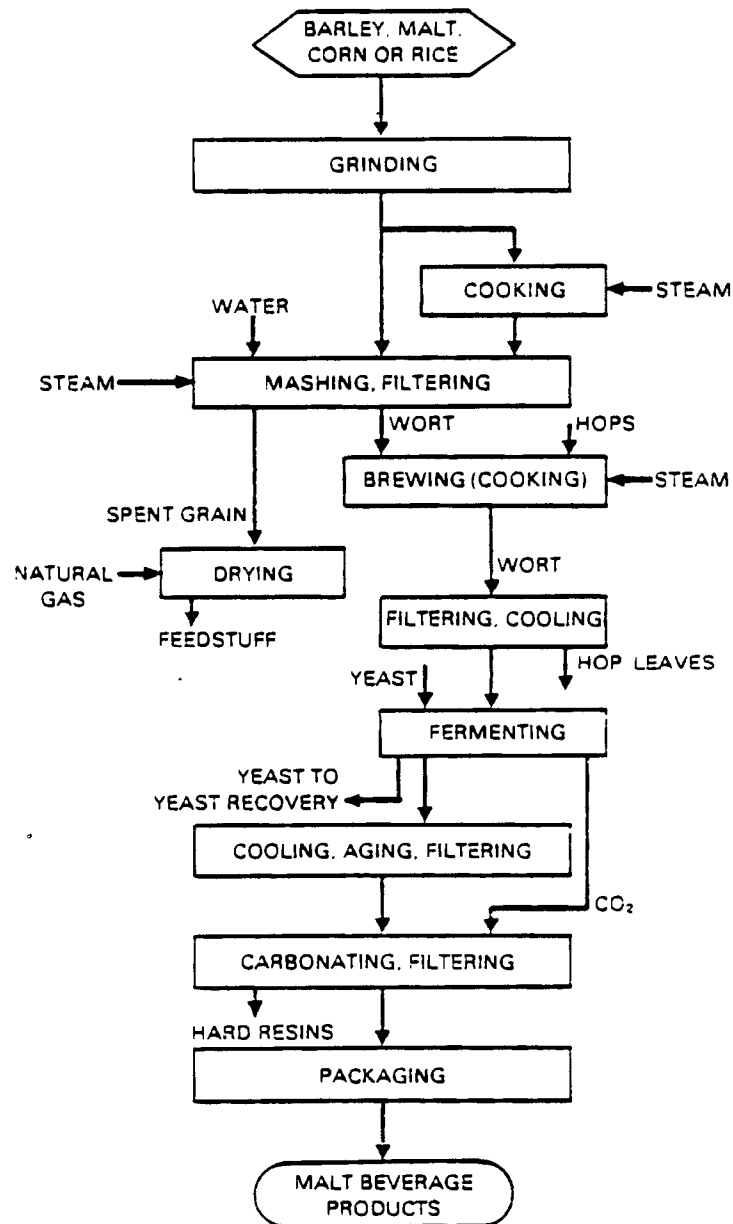 BARLEY, MALT,
CORN OR RICE
GRINDING
COOKING
STEAM
WATER
STEAM
MASHING, FILTERING
WORT
HOPS
BREWING (COOKING)
STEAM
SPENT GRAIN
WORT
NATURAL
GAS
DRYING
FEEDSTUFF
FILTERING, COOLING
HOP LEAVES
YEAST
FERMENTING
YEAST TO
YEAST RECOVERY
COOLING, AGING, FILTERING
CO₂
CARBONATING, FILTERING
HARD RESINS
PACKAGING
MALT BEVERAGE
PRODUCTS